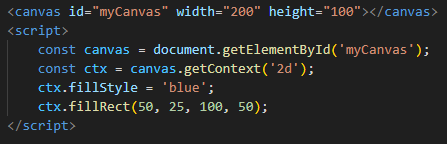 <canvas id="myCanvas" width="200" height="100"></canvas>
<script>
    const canvas = document.getElementById('myCanvas');
    const ctx = canvas.getContext('2d');
    ctx.fillStyle = 'blue';
    ctx.fillRect(50, 25, 100, 50);
</script>